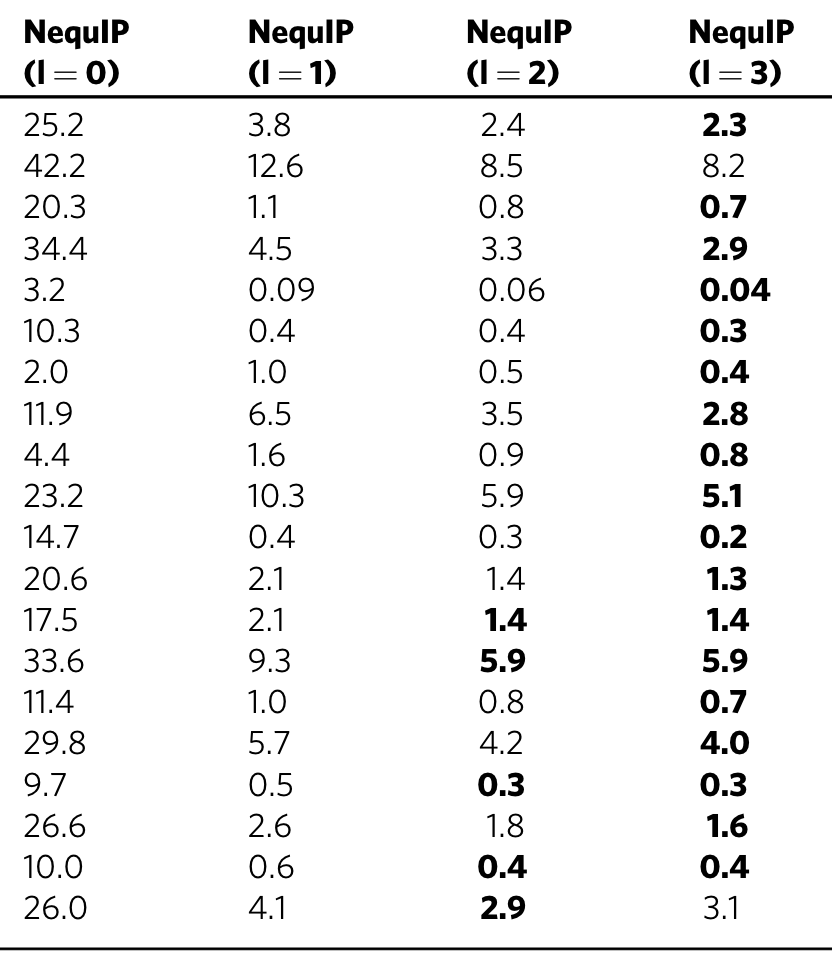 NequIP NequIP NequIP NequIP
(l = 0) (l = 1) (l = 2) (l = 3)
25.2 3.8 2.4 2.3
42.2 12.6 8.5 8.2
20.3 1.1 0.8 0.7
34.4 4.5 3.3 2.9
3.2 0.09 0.06 0.04
10.3 0.4 0.4 0.3
2.0 1.0 0.5 0.4
11.9 6.5 3.5 2.8
4.4 1.6 0.9 0.8
23.2 10.3 5.9 5.1
14.7 0.4 0.3 0.2
20.6 2.1 1.4 1.3
17.5 2.1 1.4 1.4
33.6 9.3 5.9 5.9
11.4 1.0 0.8 0.7
29.8 5.7 4.2 4.0
9.7 0.5 0.3 0.3
26.6 2.6 1.8 1.6
10.0 0.6 0.4 0.4
26.0 4.1 2.9 3.1